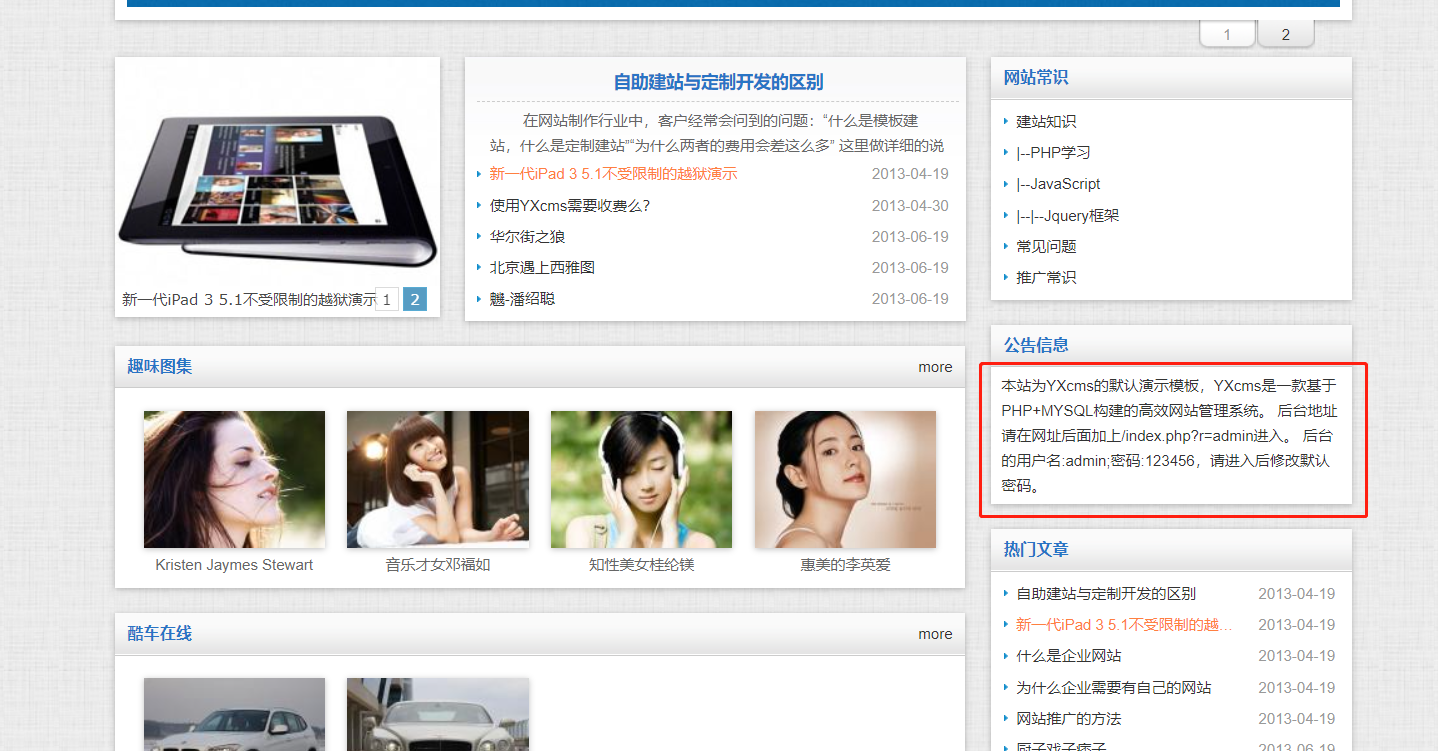 1 2
自助建站与定制开发的区别
在网站制作行业中，客户经常会问到的问题：“什么是模板建
站，什么是定制建站”“为什么两者的费用会差这么多” 这里做详细的说
新一代iPad 3 5.1不受限制的越狱演示 2013-04-19
使用YXcms需要收费么？ 2013-04-30
华尔街之狼 2013-06-19
北京遇上西雅图 2013-06-19
魑-潘绍聪 2013-06-19
新一代iPad 3 5.1不受限制的越狱演示 1 2
网站常识
建站知识
|--PHP学习
|--JavaScript
|--|--Jquery框架
常见问题
推广常识
公告信息
本站为YXcms的默认演示模板，YXcms是一款基于
PHP+MYSQL构建的高效网站管理系统。 后台地址
请在网址后面加上/index.php?r=admin进入。 后台
的用户名:admin;密码:123456，请进入后修改默认
密码。
趣味图集 more
Kristen Jaymes Stewart
音乐才女邓福如
知性美女桂纶镁
惠美的李英爱
酷车在线 more
热门文章
自助建站与定制开发的区别 2013-04-19
新一代iPad 3 5.1不受限制的越... 2013-04-19
什么是企业网站 2013-04-19
为什么企业需要有自己的网站 2013-04-19
网站推广的方法 2013-04-19
厨子戏子痞子 2013-06-19